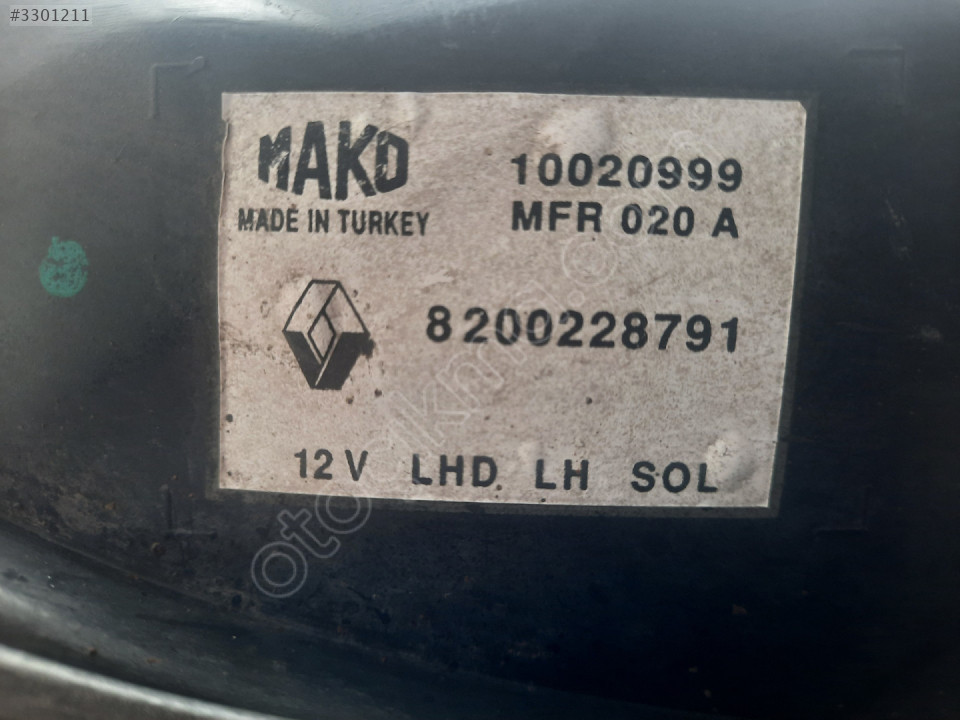 #3301211
MAKO
MADE IN TURKEY
10020999
MFR 020 A
8200228791
12V LHD LH SOL